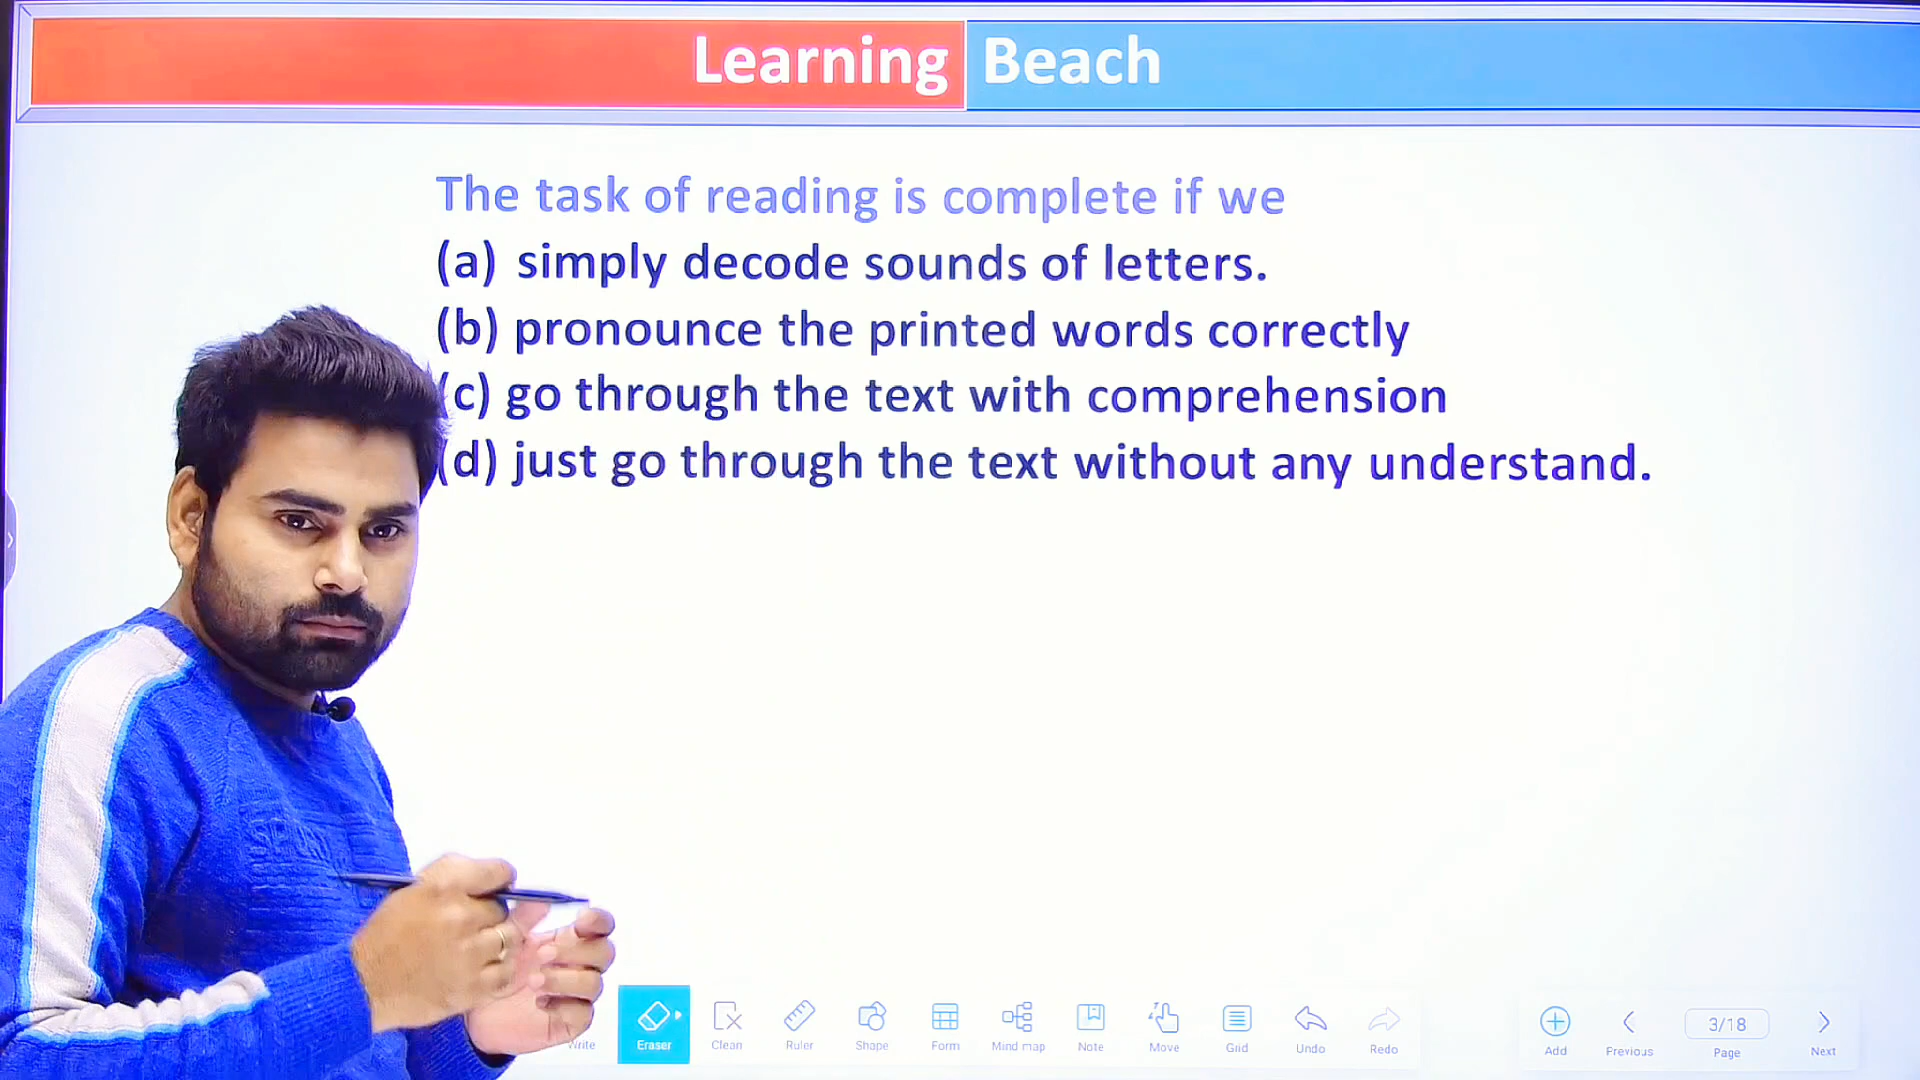 Learning Beach
The task of reading is complete if we
(a) simply decode sounds of letters.
(b) pronounce the printed words correctly
(c) go through the text with comprehension
(d) just go through the text without any understand.
Write Eraser Clean Ruler Shape Form Mind map Note Move Grid Undo Redo Add Previous 3/18 Page Next